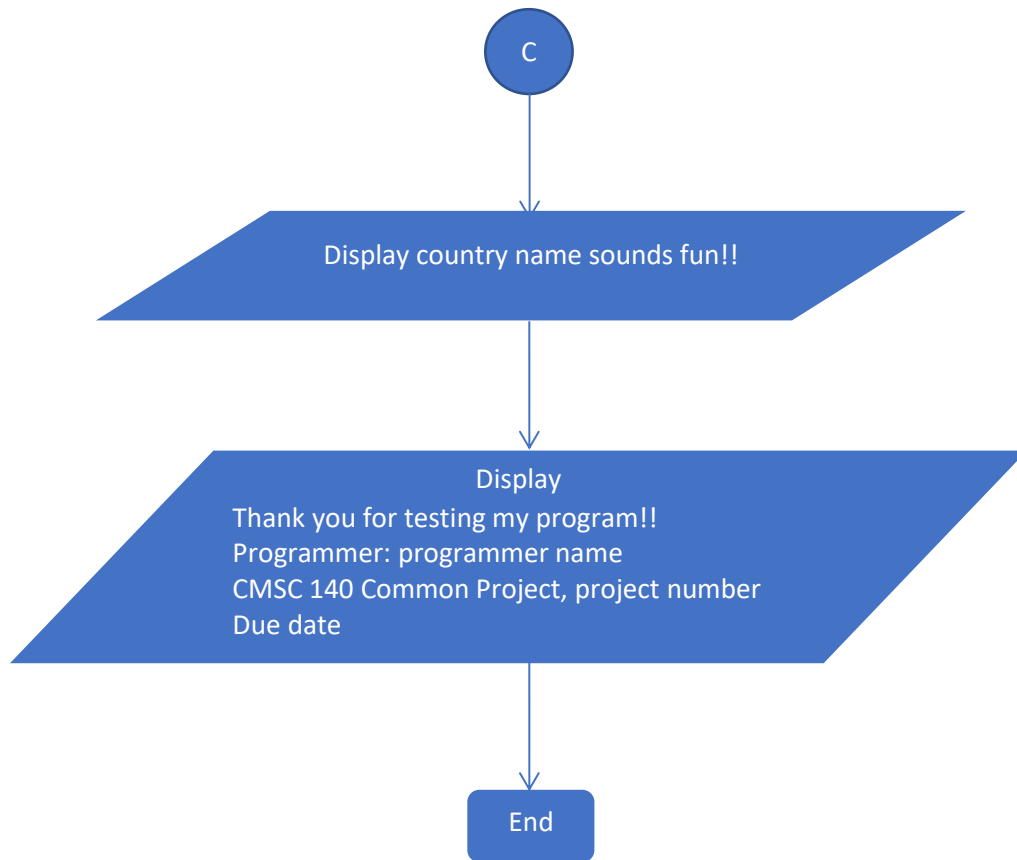 C
Display country name sounds fun!!
Display
Thank you for testing my program!!
Programmer: programmer name
CMSC 140 Common Project, project number
Due date
End